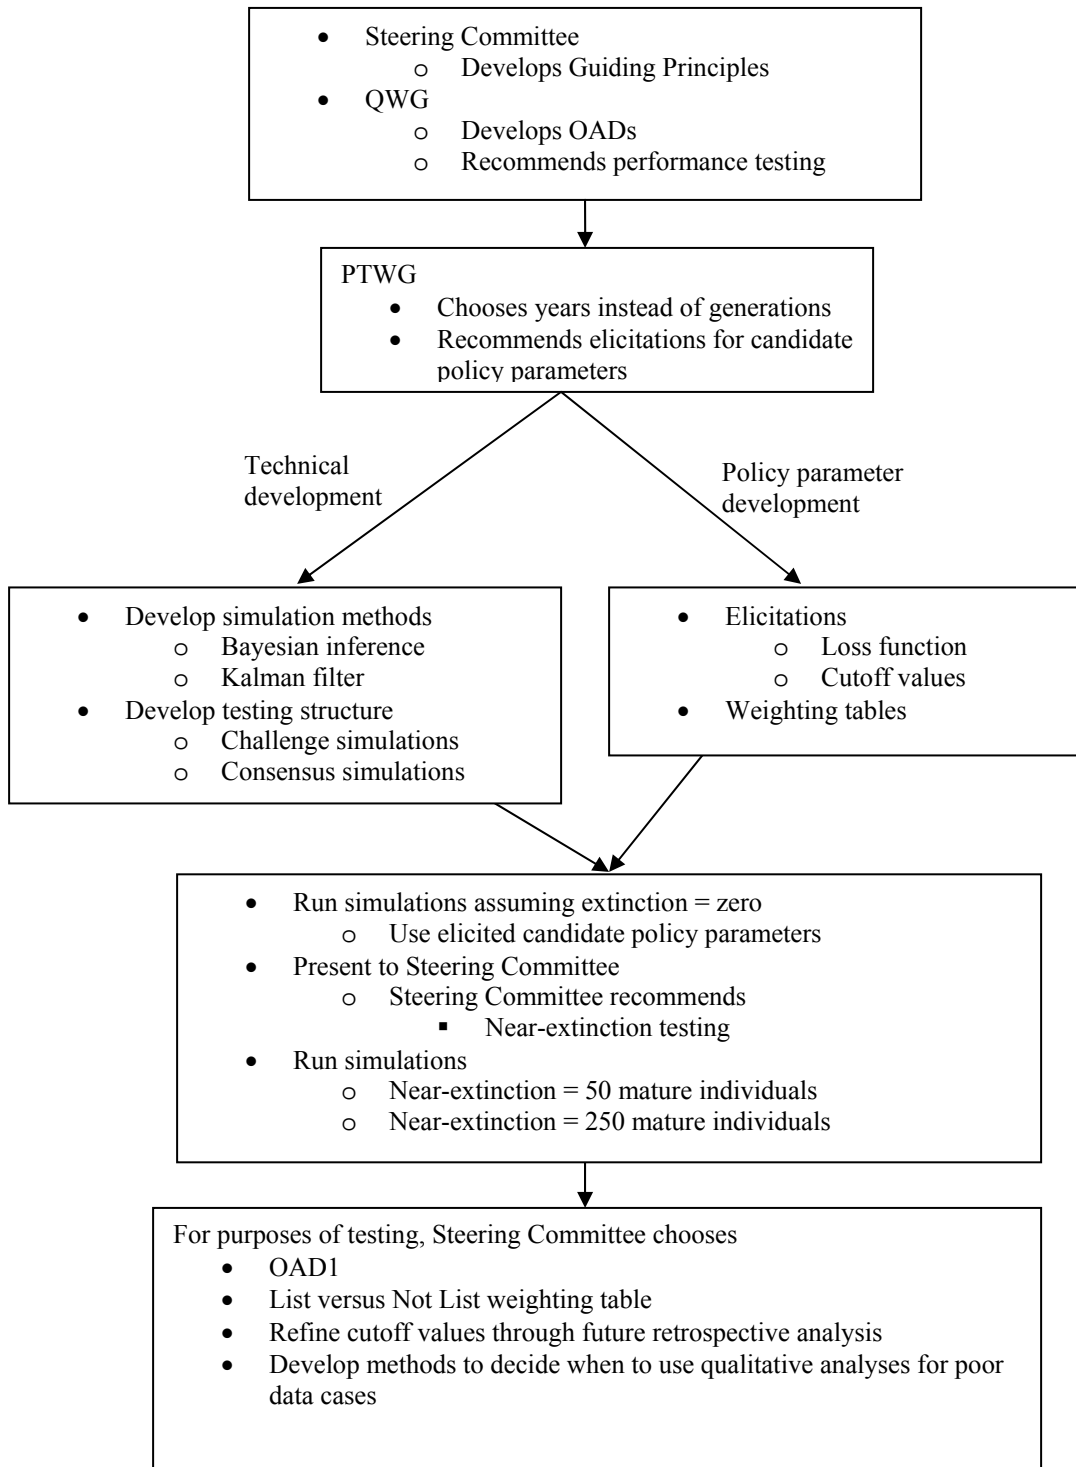 • Steering Committee
o Develops Guiding Principles
• QWG
o Develops OADs
o Recommends performance testing
PTWG
• Chooses years instead of generations
• Recommends elicitations for candidate
policy parameters
Technical
development
Policy parameter
development
• Develop simulation methods
o Bayesian inference
o Kalman filter
• Develop testing structure
o Challenge simulations
o Consensus simulations
• Elicitations
o Loss function
o Cutoff values
• Weighting tables
• Run simulations assuming extinction = zero
o Use elicited candidate policy parameters
• Present to Steering Committee
o Steering Committee recommends
▪ Near-extinction testing
• Run simulations
o Near-extinction = 50 mature individuals
o Near-extinction = 250 mature individuals
For purposes of testing, Steering Committee chooses
• OAD1
• List versus Not List weighting table
• Refine cutoff values through future retrospective analysis
• Develop methods to decide when to use qualitative analyses for poor
data cases